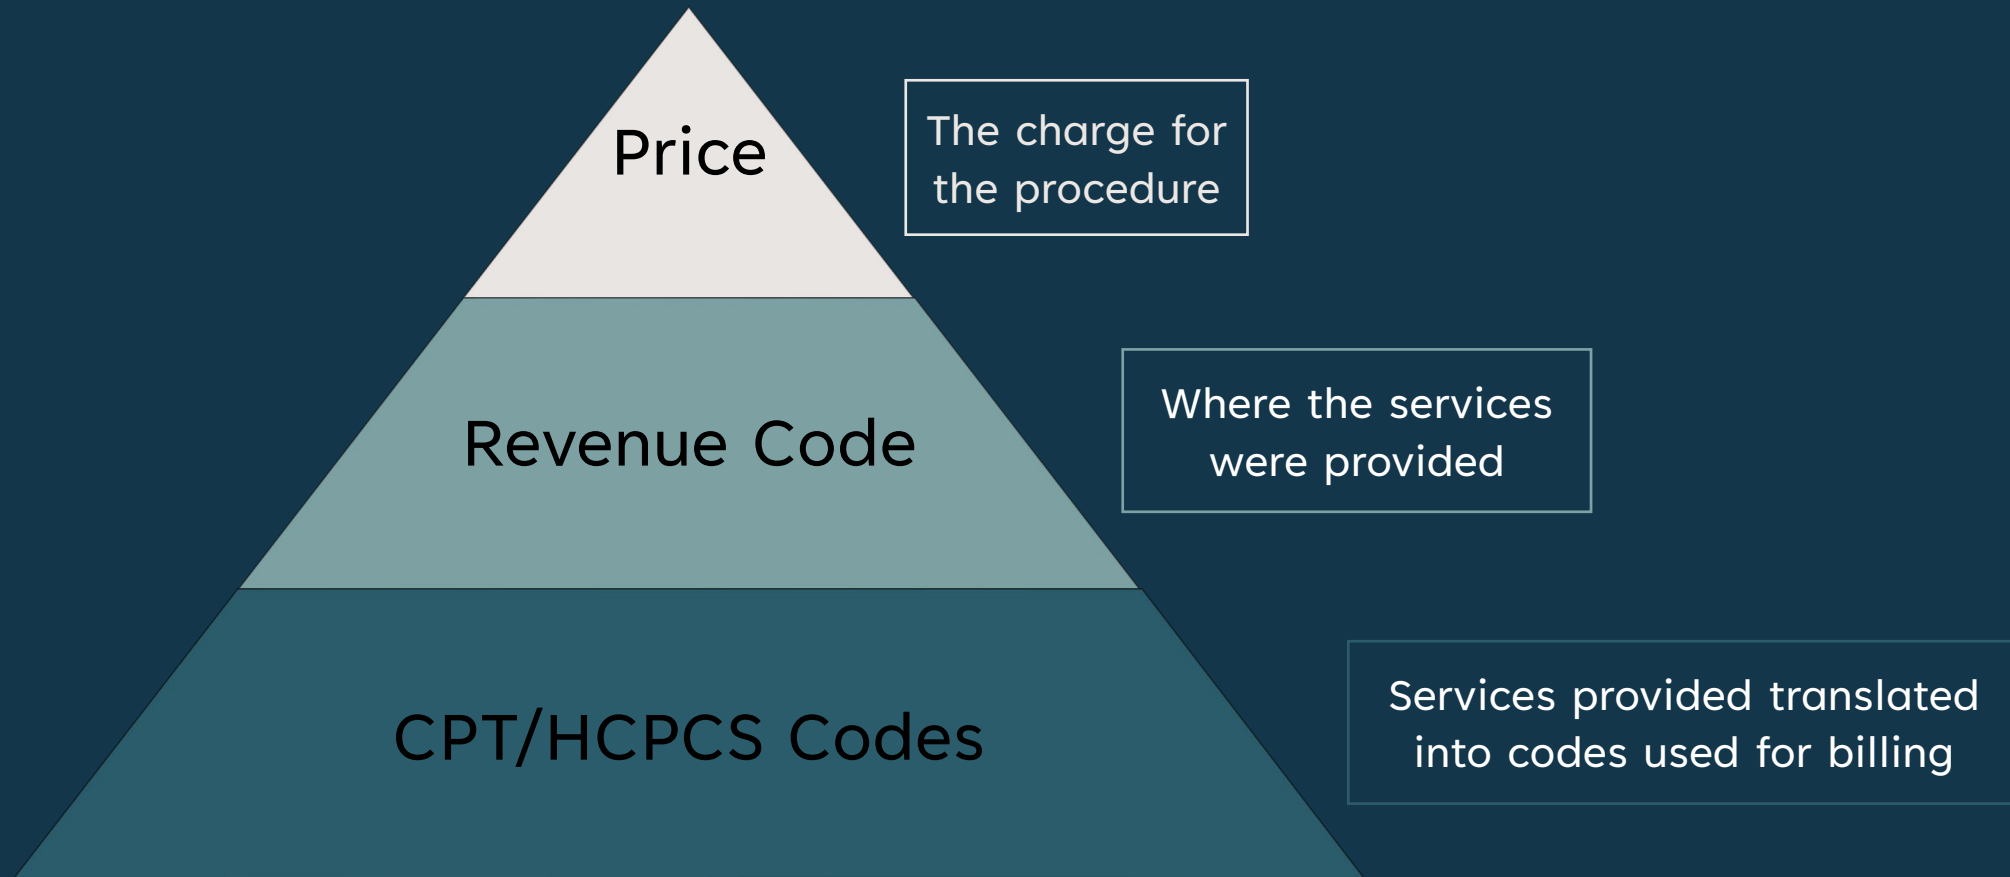 Price
The charge for
the procedure
Revenue Code
Where the services
were provided
CPT/HCPCS Codes
Services provided translated
into codes used for billing